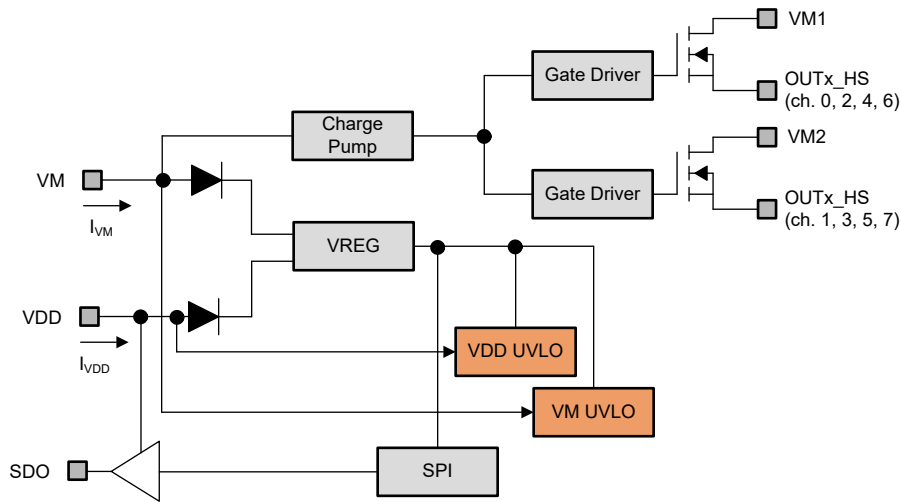 VM1
Gate Driver
OUTx_HS
(ch. 0, 2, 4, 6)
Charge
Pump
VM2
VM
Gate Driver
OUTx_HS
(ch. 1, 3, 5, 7)
IVM
VREG
VDD
VDD UVLO
IVDD
VM UVLO
SDO
SPI